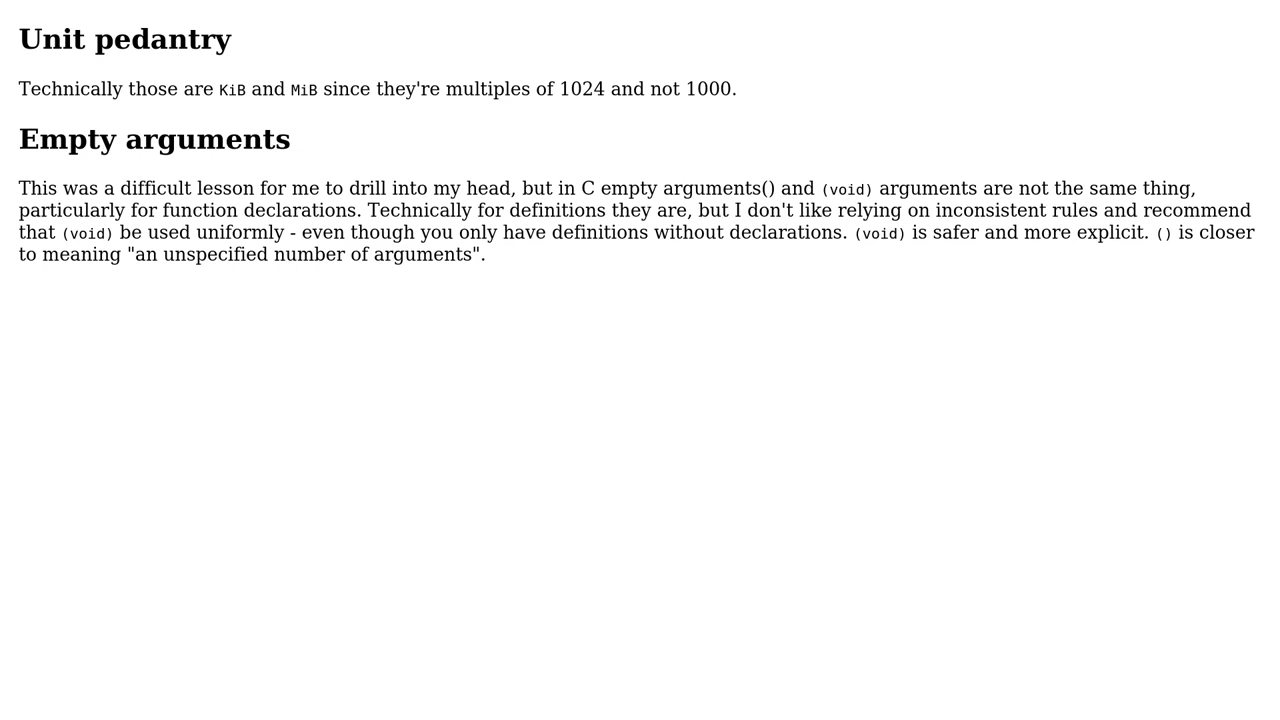 Unit pedantry
Technically those are KiB and MiB since they're multiples of 1024 and not 1000.
Empty arguments
This was a difficult lesson for me to drill into my head, but in C empty arguments() and (void) arguments are not the same thing,
particularly for function declarations. Technically for definitions they are, but I don't like relying on inconsistent rules and recommend
that (void) be used uniformly - even though you only have definitions without declarations. (void) is safer and more explicit. () is closer
to meaning "an unspecified number of arguments".